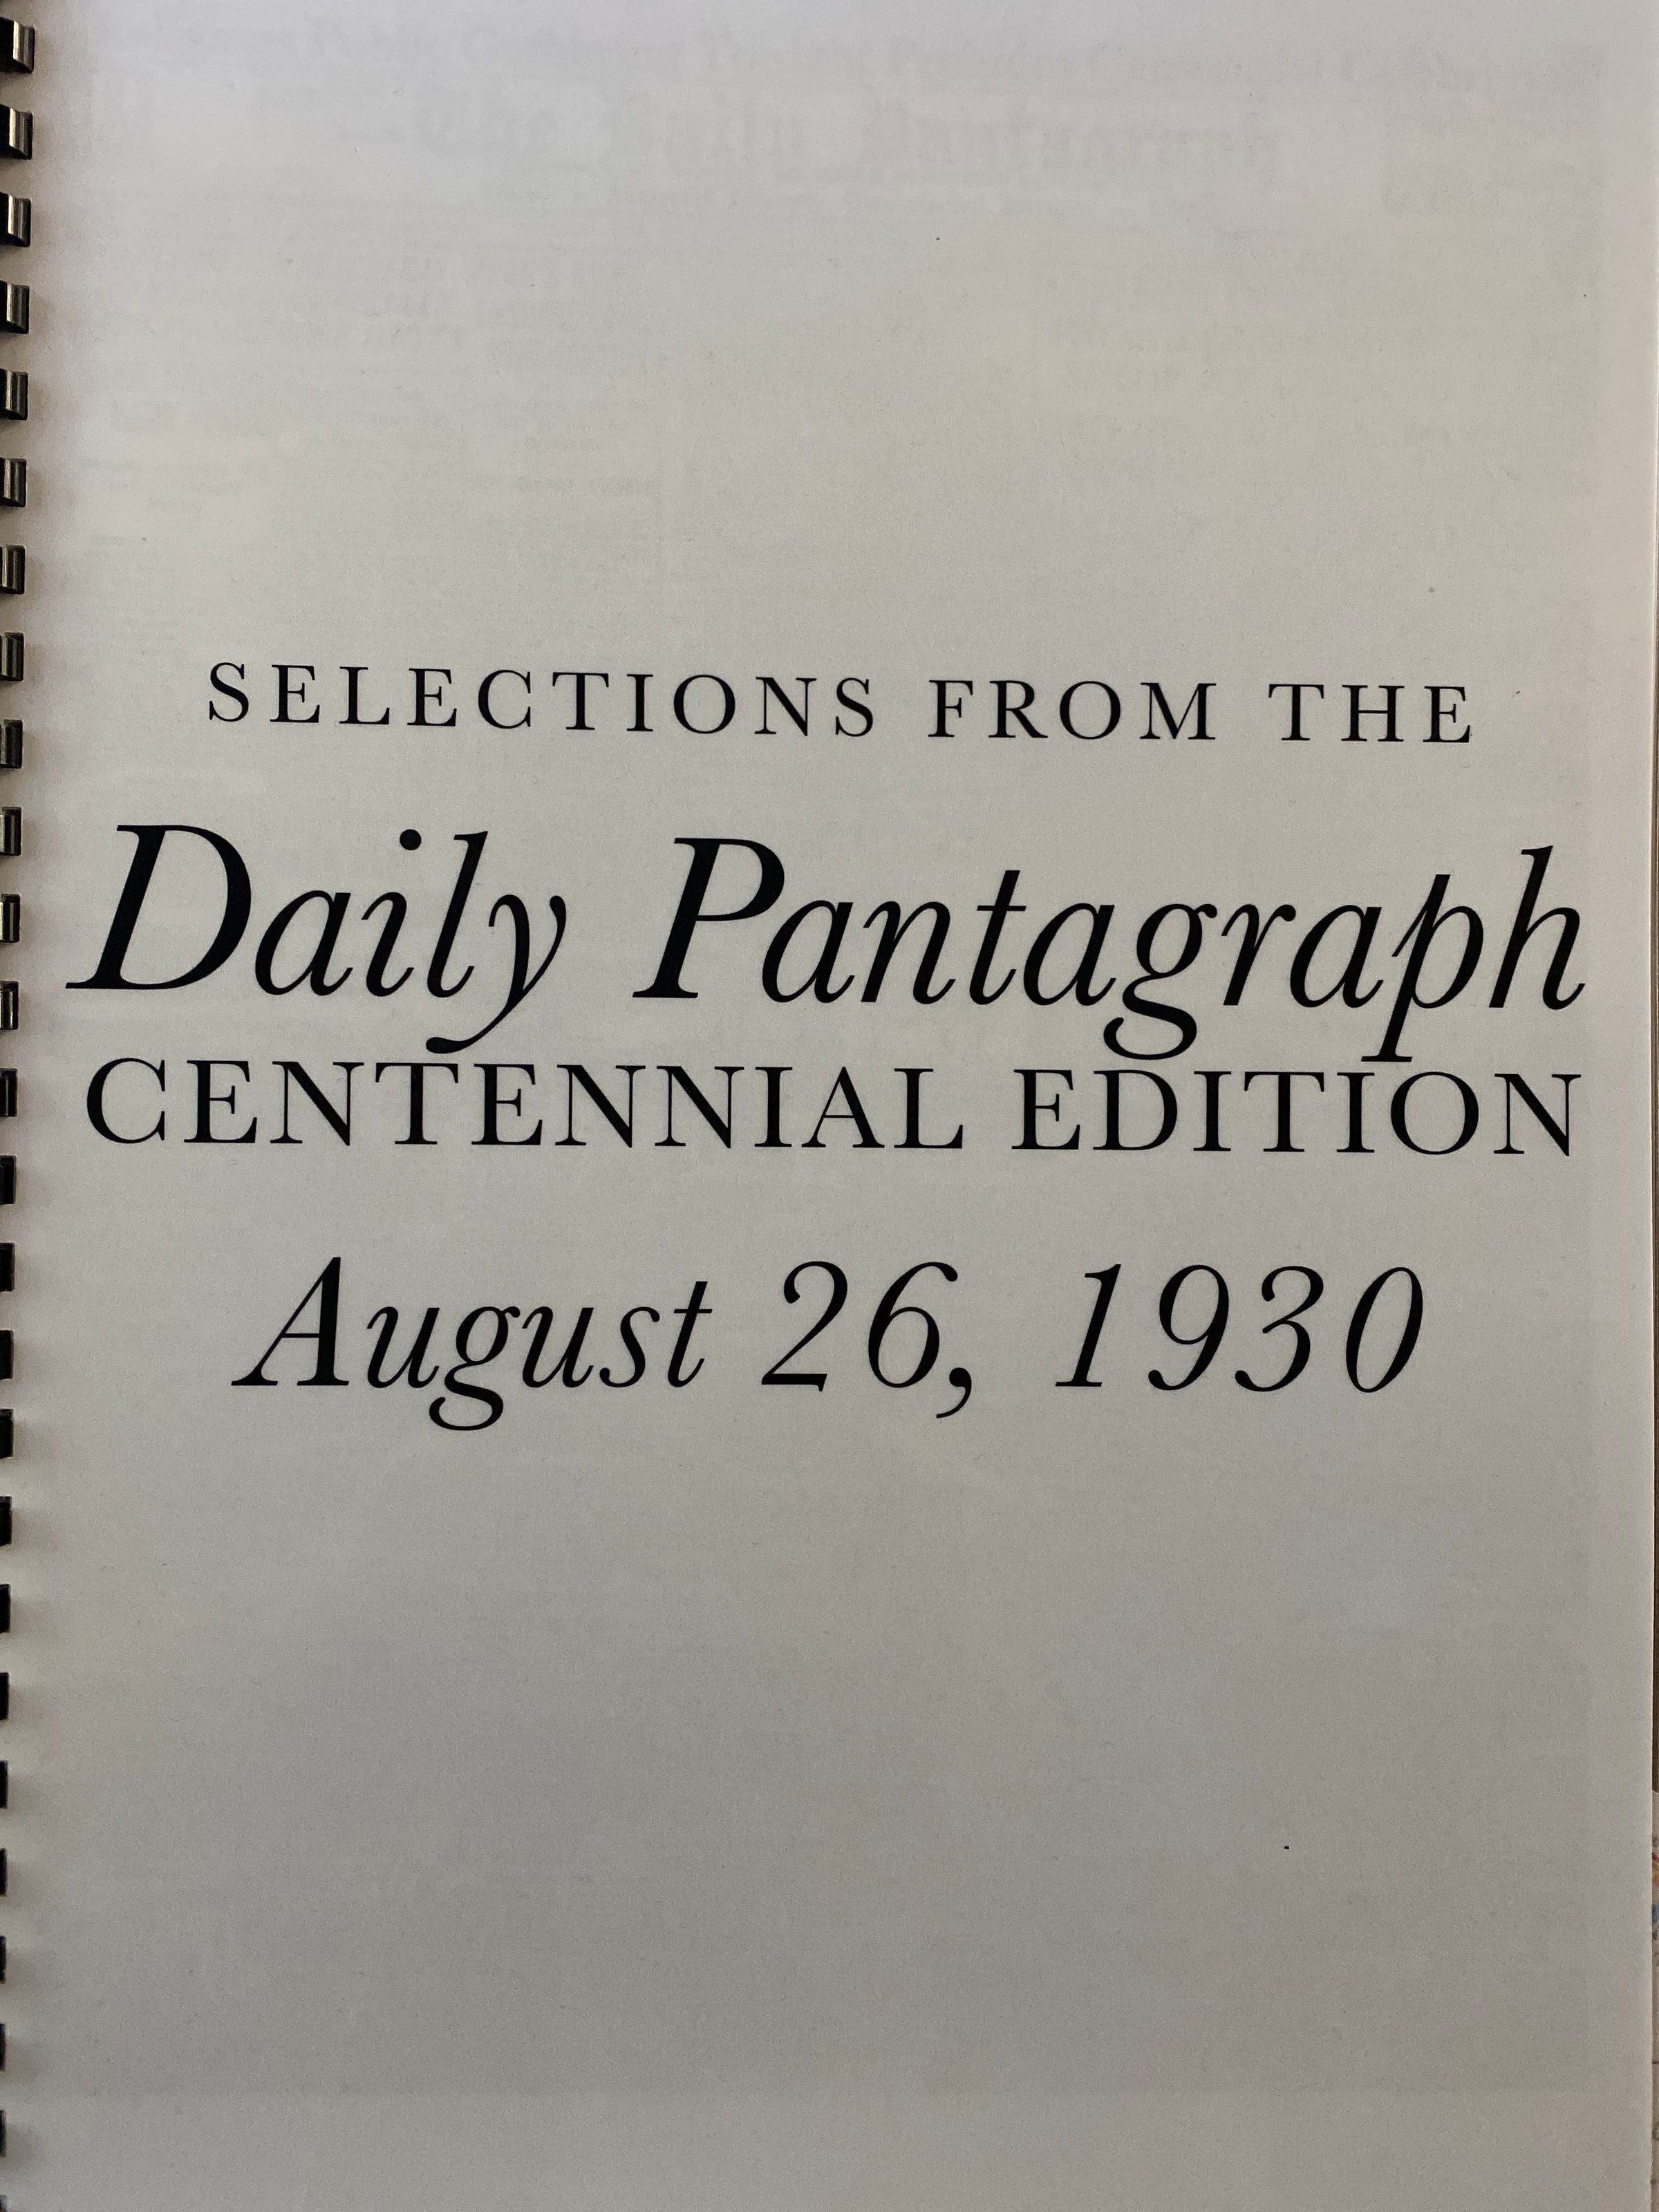 SELECTIONS FROM THE
Daily Pantagraph
CENTENNIAL EDITION
August 26, 1930